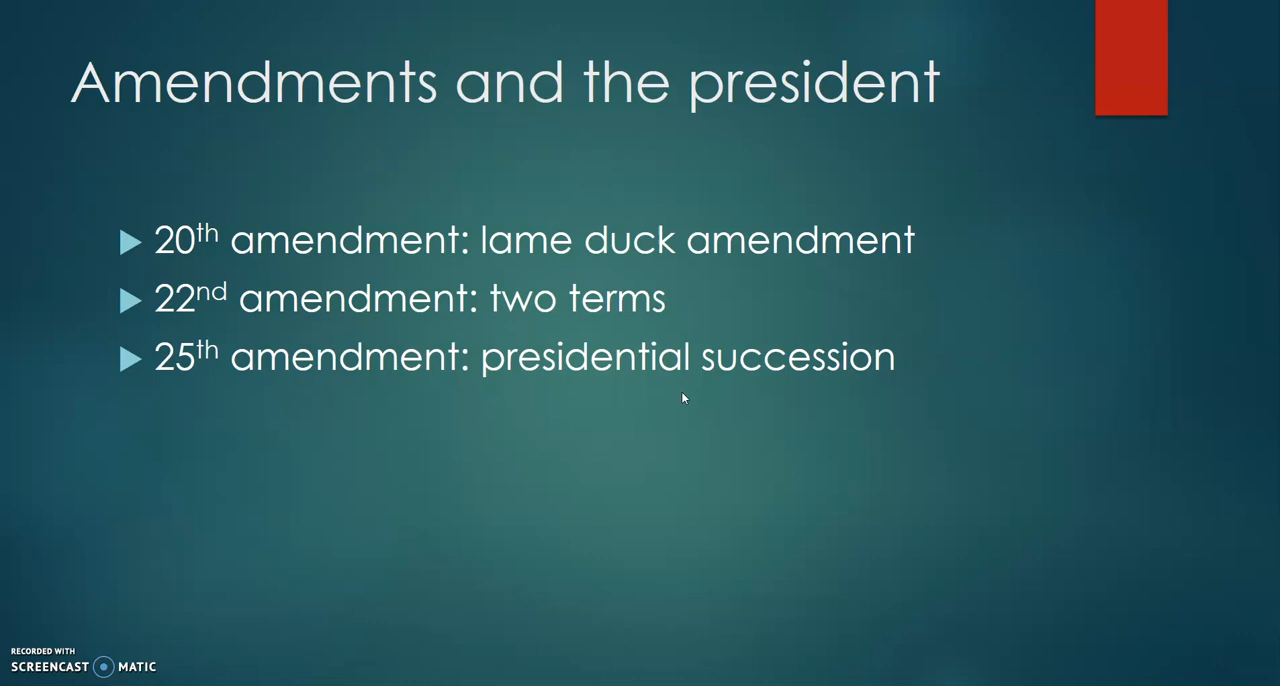 Amendments and the president
20th amendment: lame duck amendment
22nd amendment: two terms
25th amendment: presidential succession
RECORDED WITH
SCREENCAST MATIC